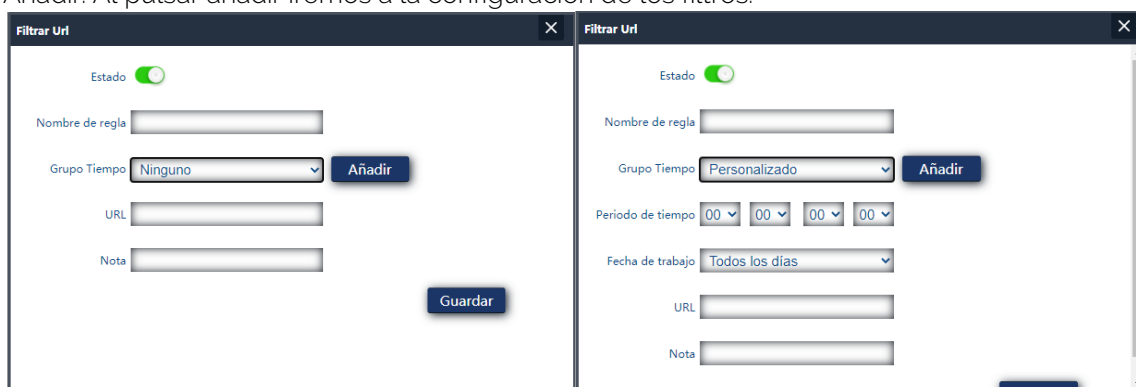 Añadir. Al pulsar añadir iremos a la configuración de los filtros.
Filtrar Url
Estado
Nombre de regla
Grupo Tiempo Ninguno Añadir
URL
Nota
Guardar
Filtrar Url
Estado
Nombre de regla
Grupo Tiempo Personalizado Añadir
Periodo de tiempo 00 00 00 00
Fecha de trabajo Todos los días
URL
Nota